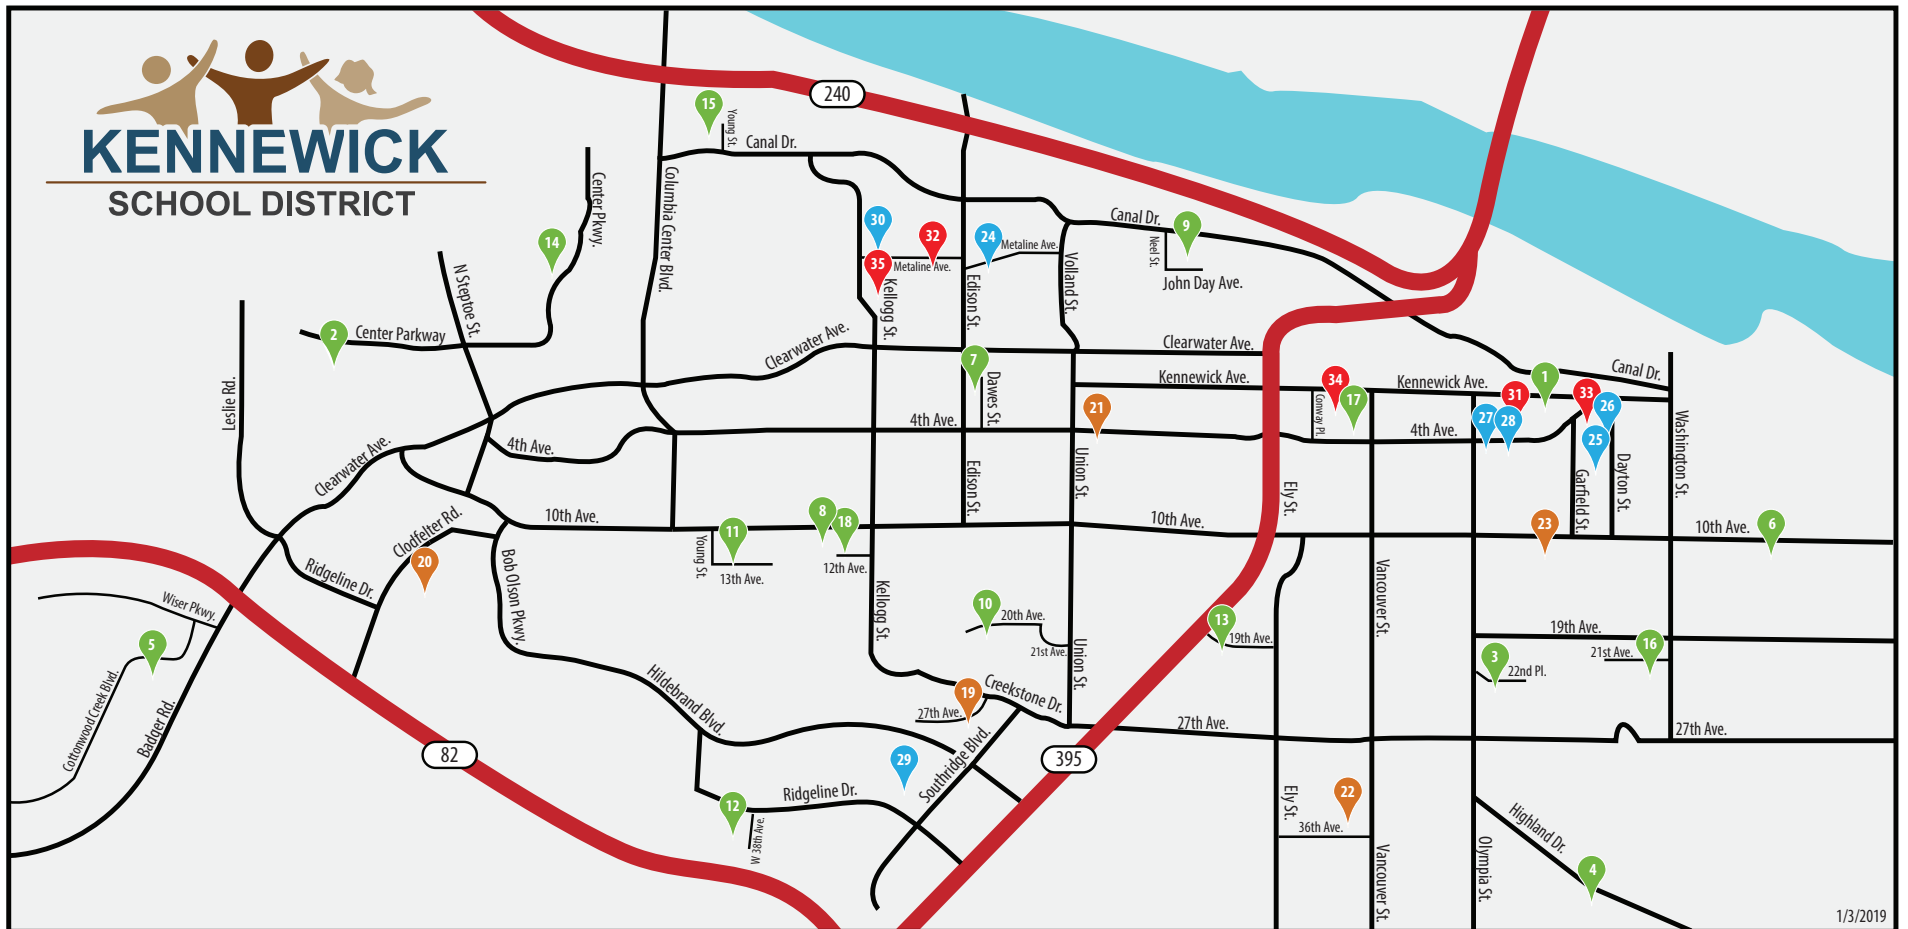 KENNEWICK
SCHOOL DISTRICT
240
15
Young St.
Canal Dr.
Center Pkwy.
Columbia Center Blvd.
14
N Steptoe St.
30
32
24
Metaline Ave.
35
Metaline Ave.
Kellogg St.
Edison St.
Volland St.
Canal Dr.
9
Neel St.
John Day Ave.
2
Center Parkway
Clearwater Ave.
Clearwater Ave.
7
Dawes St.
Leslie Rd.
Kennewick Ave.
34
17
Conway Pl.
Kennewick Ave.
31
1
33
26
Canal Dr.
21
27
28
25
4th Ave.
4th Ave.
4th Ave.
Clearwater Ave.
Edison St.
Union St.
Ely St.
Garfield St.
Dayton St.
Washington St.
10th Ave.
8
18
11
Young St.
13th Ave.
12th Ave.
10th Ave.
23
10th Ave.
6
Clodfelter Rd.
20
Ridgeline Dr.
Bob Olson Pkwy.
Wiser Pkwy.
5
Cottonwood Creek Blvd.
Badger Rd.
Kellogg St.
10
20th Ave.
21st Ave.
Union St.
13
19th Ave.
Vancouver St.
19th Ave.
16
21st Ave.
3
22nd Pl.
Hildebrand Blvd.
19
27th Ave.
Creekstone Dr.
27th Ave.
27th Ave.
82
29
Southridge Blvd.
395
12
Ridgeline Dr.
W 38th Ave.
Ely St.
22
36th Ave.
Vancouver St.
Olympia St.
Highland Dr.
4
1/3/2019